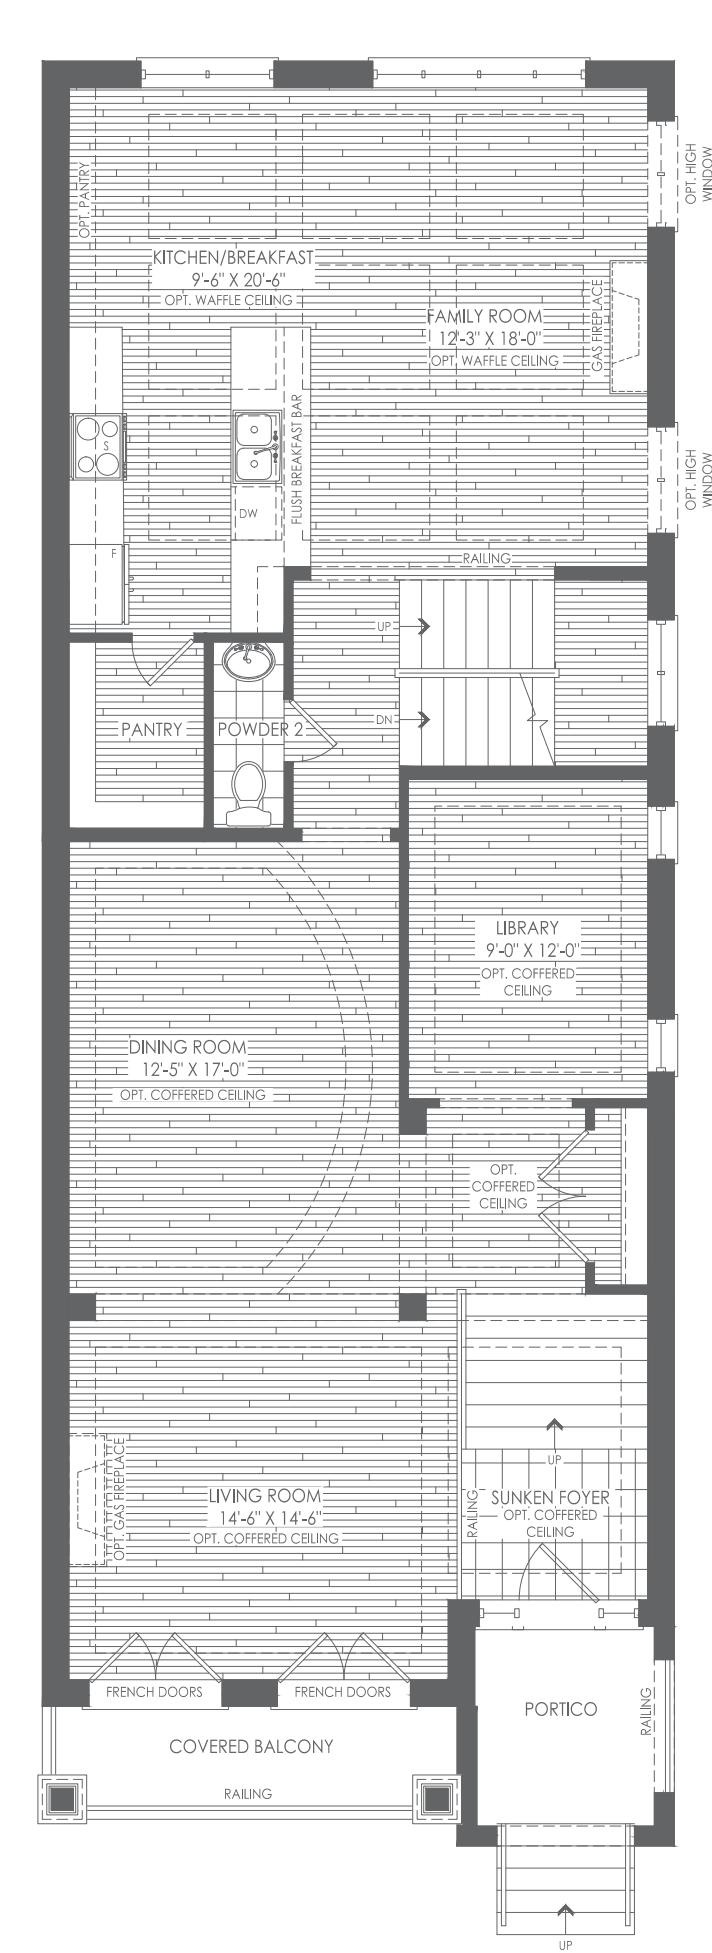 OPT. HIGH
WINDOW
OPT. PANTRY
KITCHEN/BREAKFAST
9'-6" X 20'-6"
OPT. WAFFLE CEILING
FAMILY ROOM
12'-3" X 18'-0"
OPT. WAFFLE CEILING
GAS FIREPLACE
FLUSH BREAKFAST BAR
S
DW
F
OPT. HIGH
WINDOW
RAILING
UP
DN
PANTRY
POWDER 2
LIBRARY
9'-0" X 12'-0"
OPT. COFFERED
CEILING
DINING ROOM
12'-5" X 17'-0"
OPT. COFFERED CEILING
OPT.
COFFERED
CEILING
UP
OPT. GAS FIREPLACE
LIVING ROOM
14'-6" X 14'-6"
OPT. COFFERED CEILING
RAILING
SUNKEN FOYER
OPT. COFFERED
CEILING
FRENCH DOORS
FRENCH DOORS
PORTICO
RAILING
COVERED BALCONY
RAILING
UP